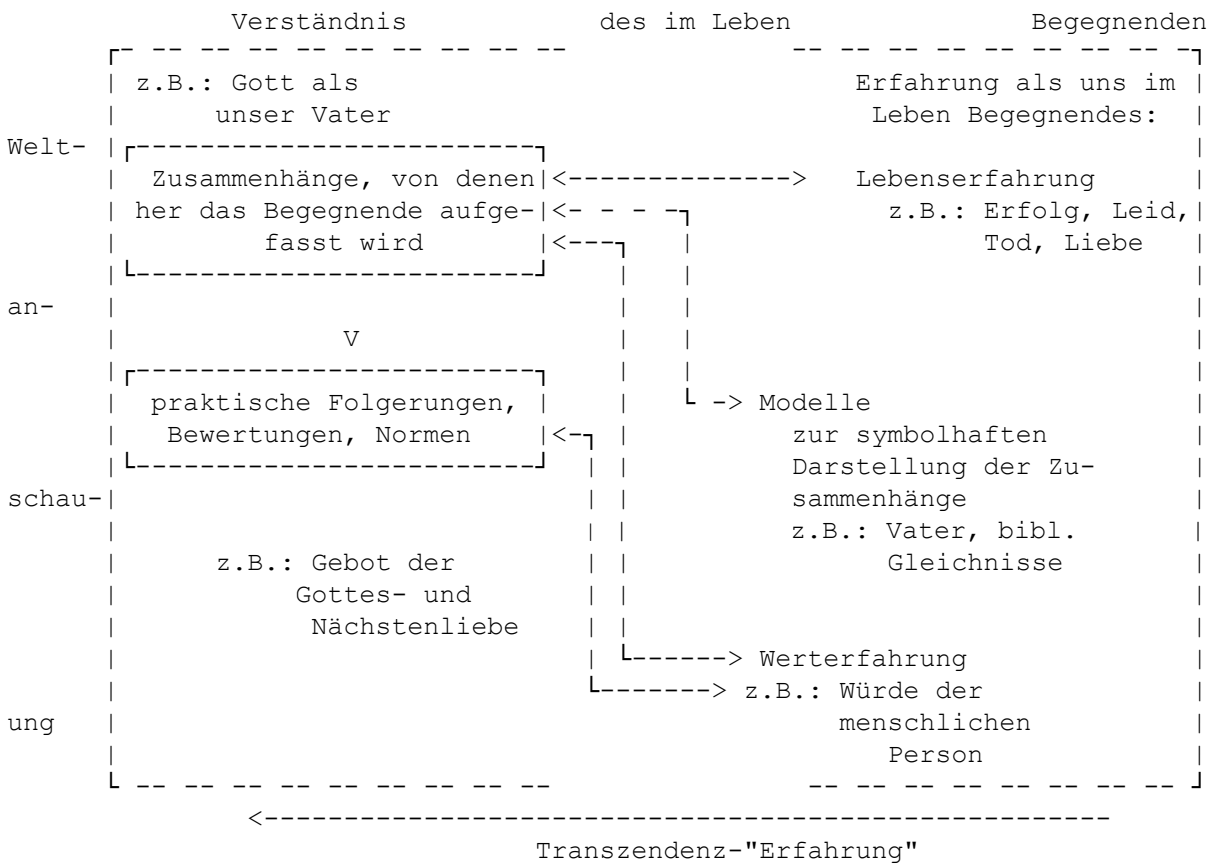 Verständnis des im Leben Begegnenden
z.B.: Gott als Erfahrung als uns im
unser Vater Leben Begegnendes:
Welt-
Zusammenhänge, von denen Lebenserfahrung
her das Begegnende aufge- z.B.: Erfolg, Leid,
fasst wird Tod, Liebe
an-
V
praktische Folgerungen, Modelle
Bewertungen, Normen zur symbolhaften
Darstellung der Zu-
schau- sammenhänge
z.B.: Vater, bibl.
z.B.: Gebot der Gleichnisse
Gottes- und
Nächstenliebe
Werterfahrung
z.B.: Würde der
ung menschlichen
Person
Transzendenz-"Erfahrung"